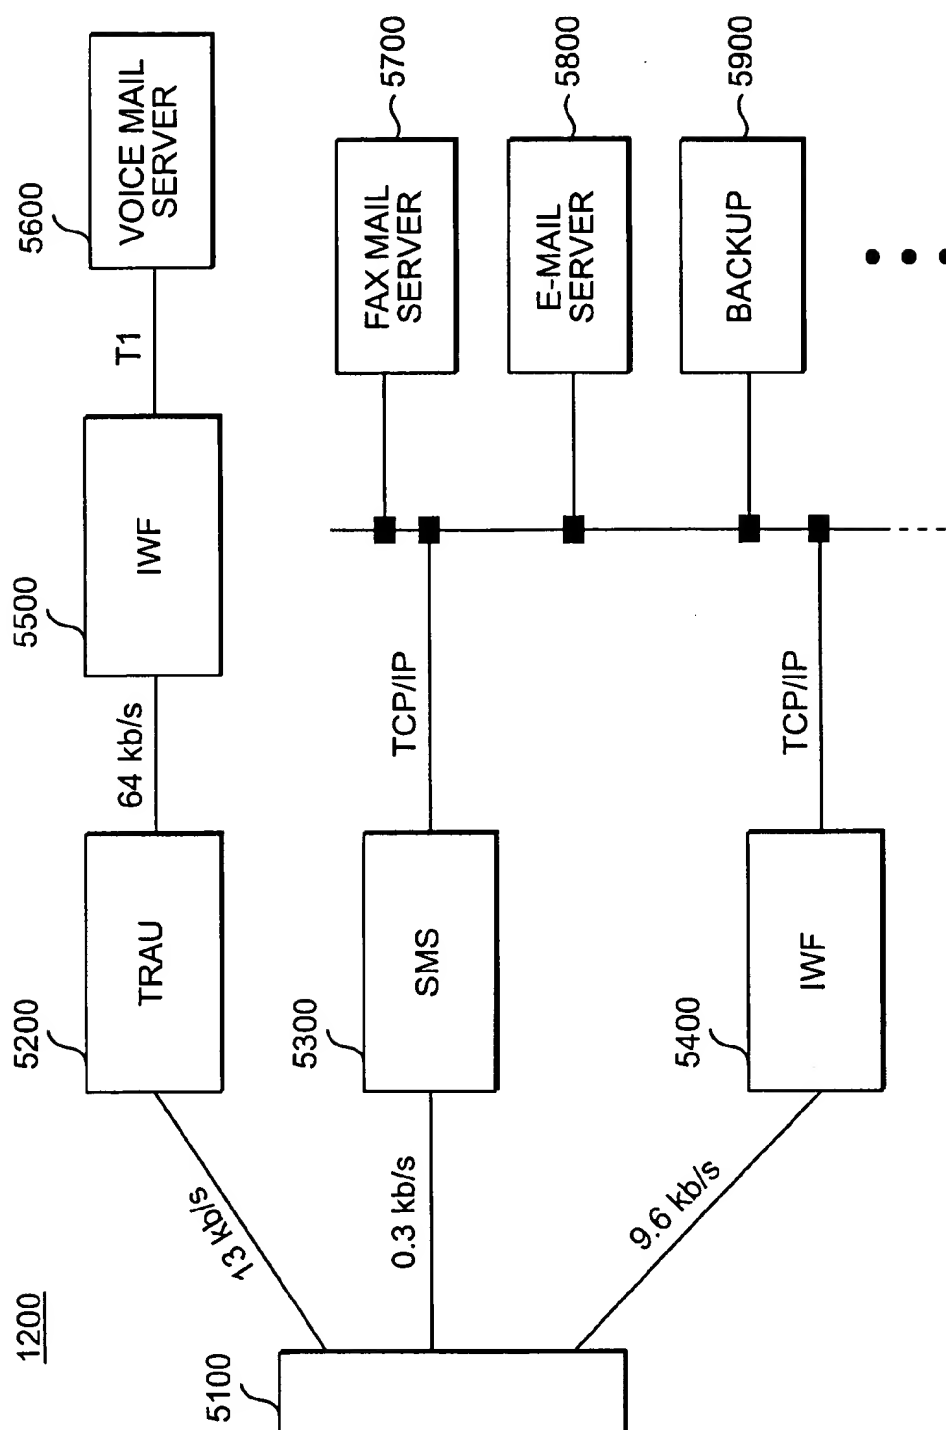 1200
5100
13 kb/s
0.3 kb/s
9.6 kb/s
5200
TRAU
5300
SMS
5400
IWF
64 kb/s
TCP/IP
TCP/IP
5500
IWF
T1
5600
VOICE MAIL
SERVER
FAX MAIL
SERVER
5700
E-MAIL
SERVER
5800
BACKUP
5900